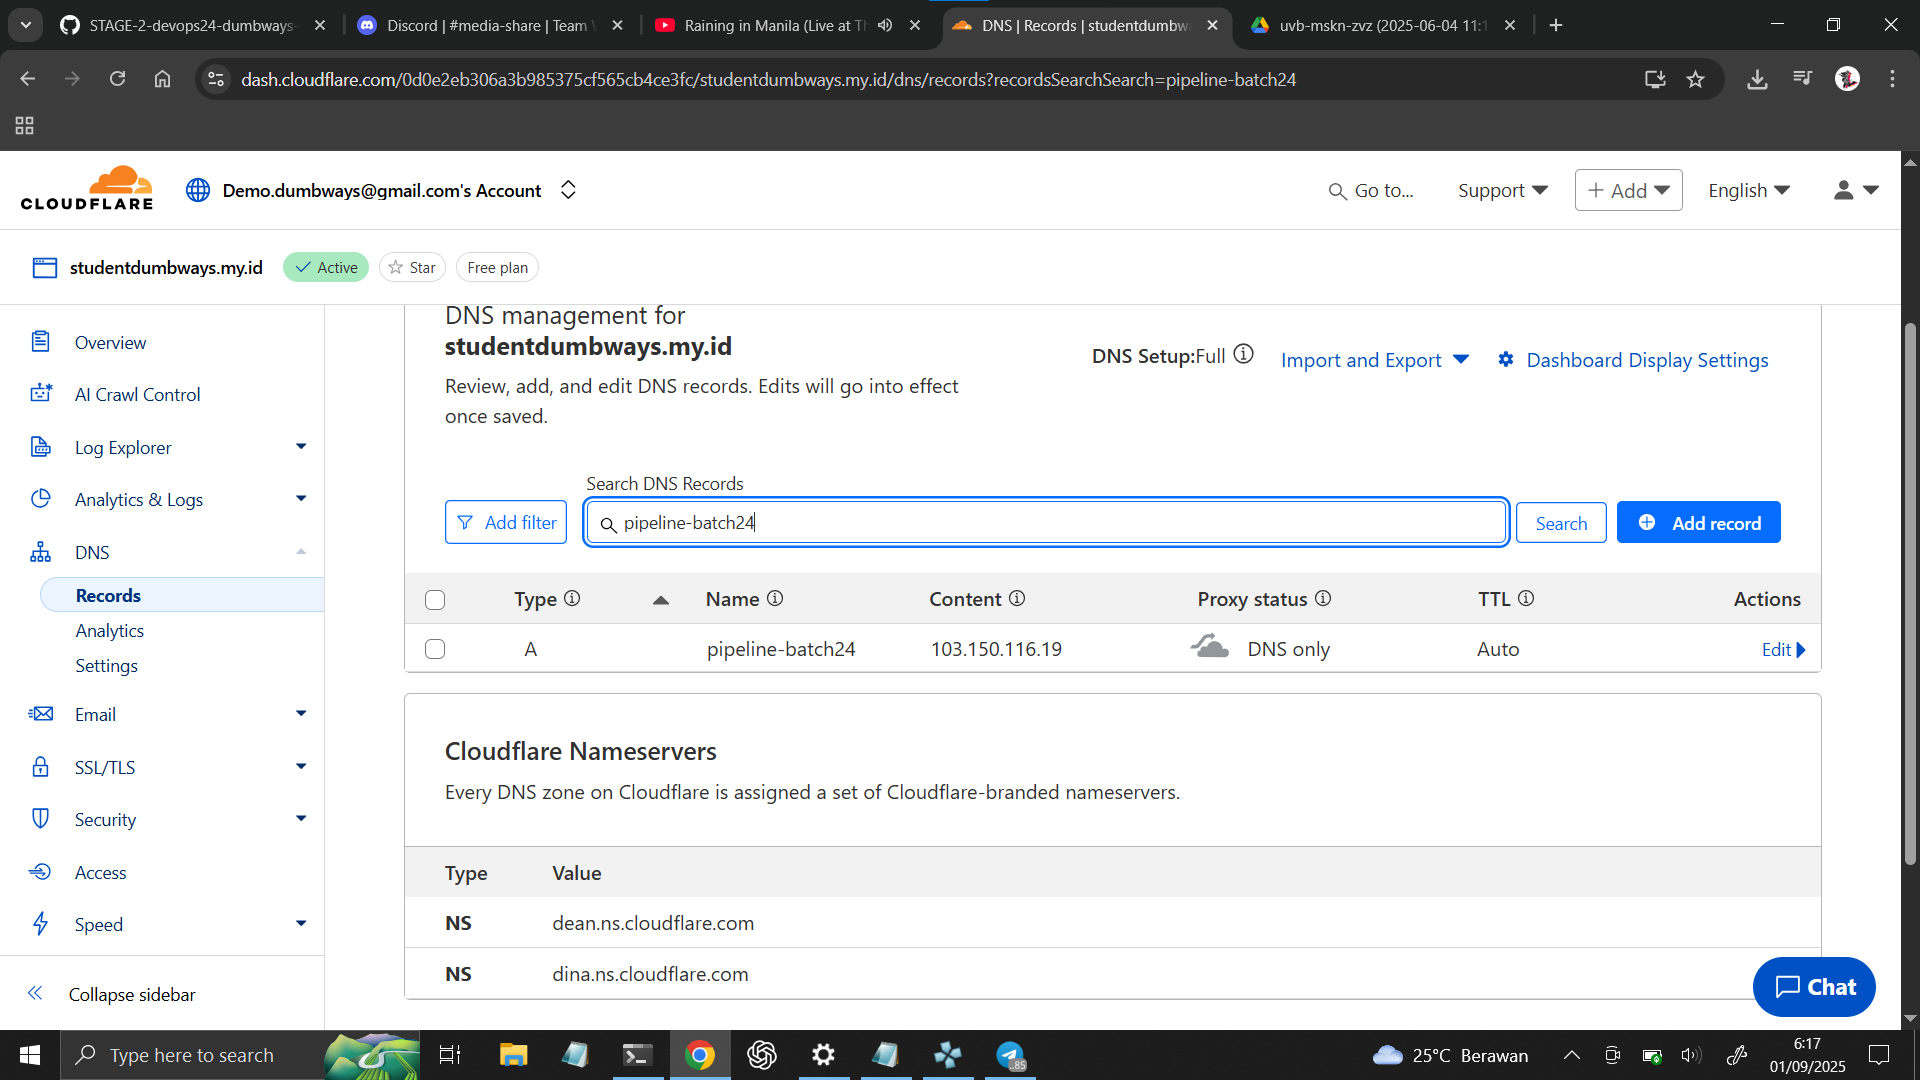 STAGE-2-devops24-dumbways-
Discord | #media-share | Team
Raining in Manila (Live at Th
DNS | Records | studentdumbwa
uvb-mskn-zvz (2025-06-04 11:1
dash.cloudflare.com/0d0e2eb306a3b985375cf565cb4ce3fc/studentdumbways.my.id/dns/records?recordsSearchSearch=pipeline-batch24
CLOUDFLARE
Demo.dumbways@gmail.com's Account
Go to...
Support
Add
English
studentdumbways.my.id
Active
Star
Free plan
Overview
AI Crawl Control
Log Explorer
Analytics & Logs
DNS
Records
Analytics
Settings
Email
SSL/TLS
Security
Access
Speed
Collapse sidebar
DNS management for
studentdumbways.my.id
Review, add, and edit DNS records. Edits will go into effect
once saved.
DNS Setup:Full
Import and Export
Dashboard Display Settings
Search DNS Records
Add filter
pipeline-batch24
Search
Add record
Type Name Content Proxy status TTL Actions
A pipeline-batch24 103.150.116.19 DNS only Auto Edit
Cloudflare Nameservers
Every DNS zone on Cloudflare is assigned a set of Cloudflare-branded nameservers.
Type Value
NS dean.ns.cloudflare.com
NS dina.ns.cloudflare.com
Chat
Type here to search
85
25°C Berawan
6:17
01/09/2025